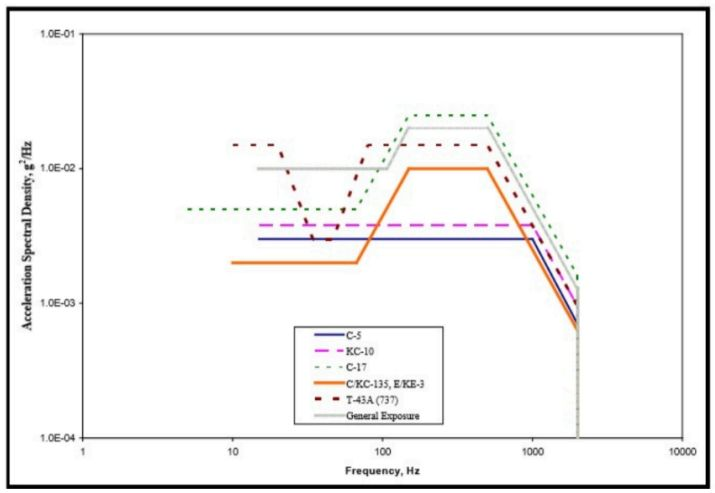 1.0E-01
1.0E-02
1.0E-03
1.0E-04
Acceleration Spectral Density, g²/Hz
C-5
KC-10
C-17
C/KC-135, E/KE-3
T-43A (737)
General Exposure
1 10 100 1000 10000
Frequency, Hz